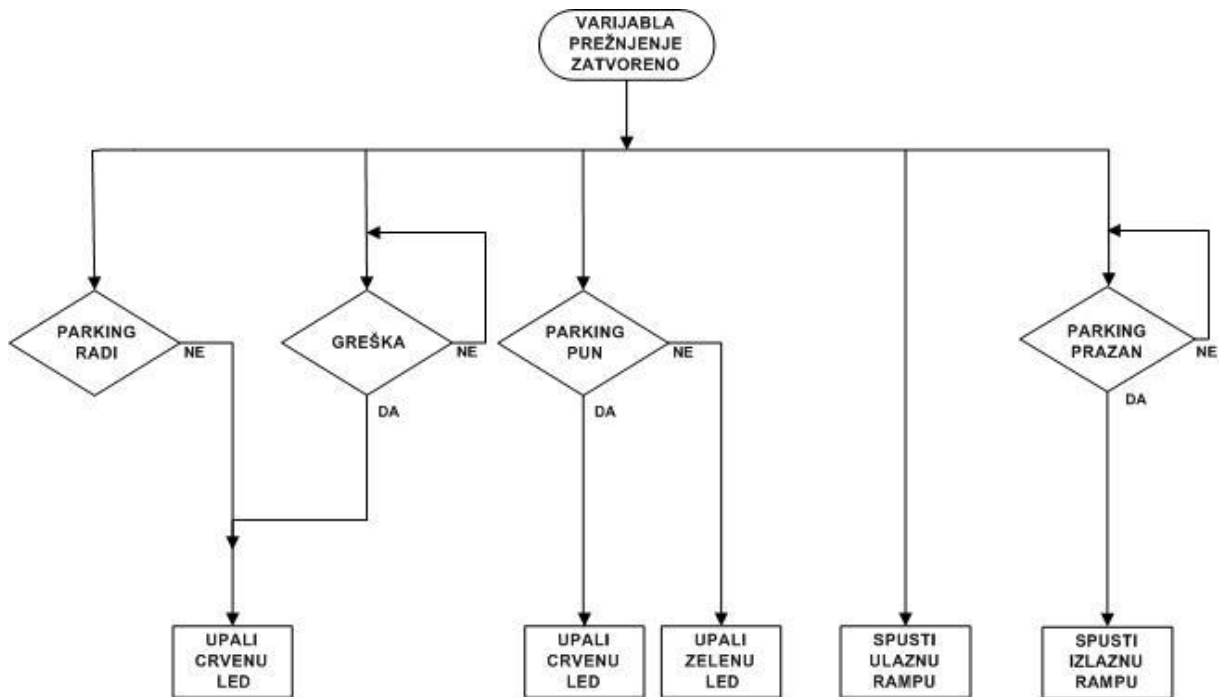 VARIJABLA
PREŽNJENJE
ZATVORENO
PARKING
RADI
NE
GREŠKA
NE
DA
PARKING
PUN
NE
DA
PARKING
PRAZAN
NE
DA
UPALI
CRVENU
LED
UPALI
CRVENU
LED
UPALI
ZELENU
LED
SPUSTI
ULAZNU
RAMPU
SPUSTI
IZLAZNU
RAMPU